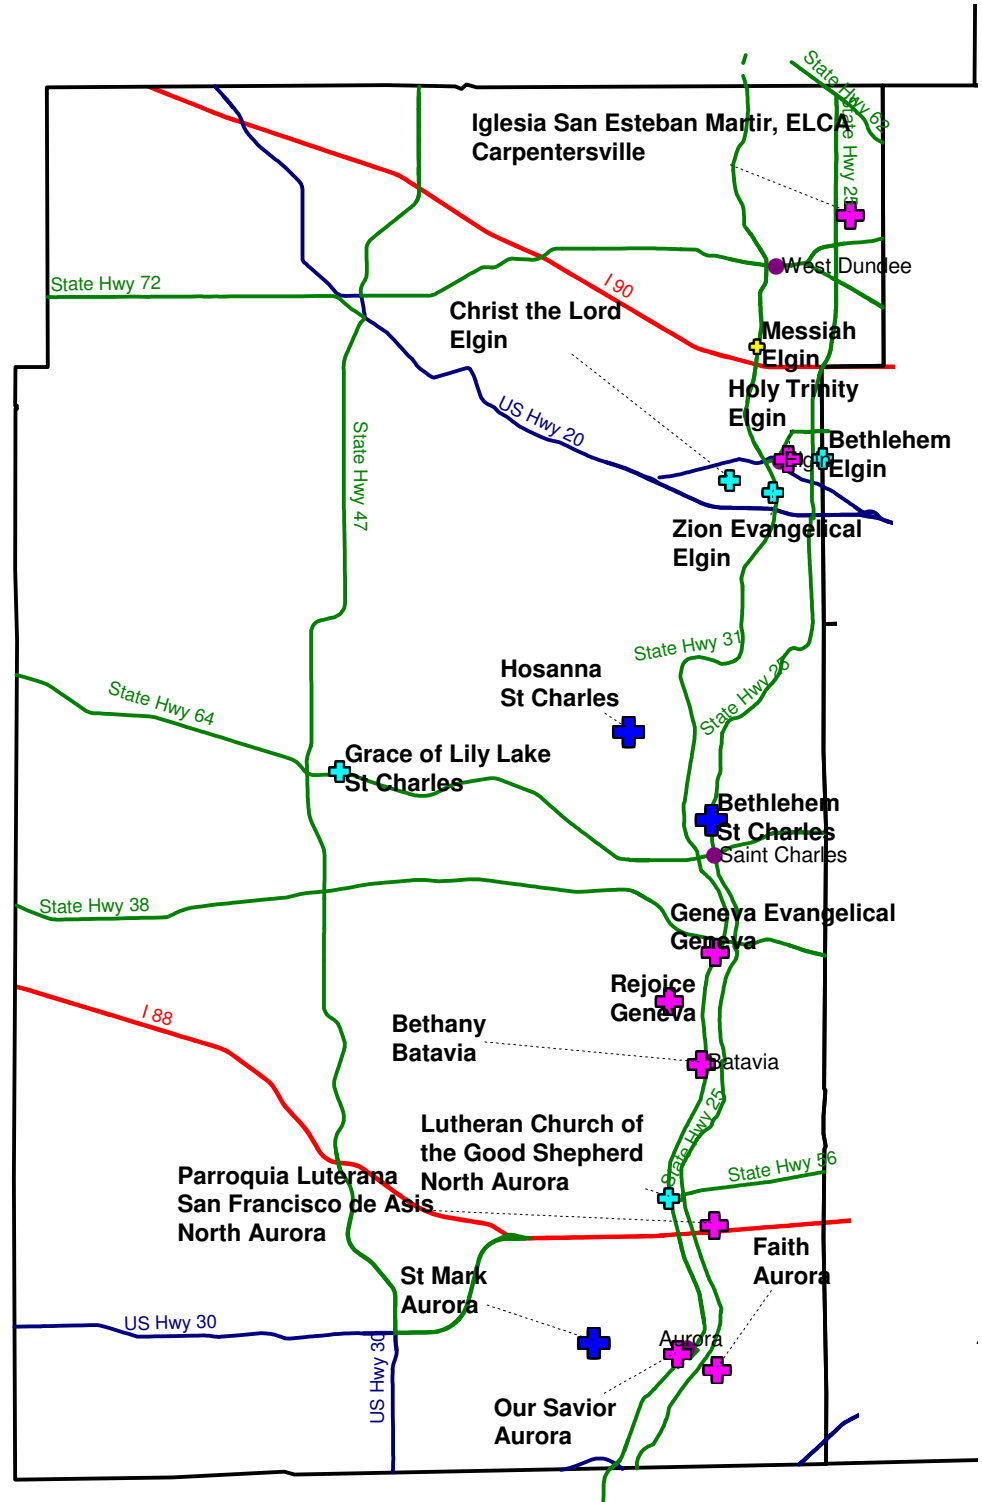 State Hwy 62
Iglesia San Esteban Martir, ELCA
Carpentersville
State Hwy 25
West Dundee
State Hwy 72
I 90
Christ the Lord
Elgin
Messiah
Elgin
Holy Trinity
Elgin
US Hwy 20
Bethlehem
Elgin
Elgin
State Hwy 47
Zion Evangelical
Elgin
State Hwy 31
Hosanna
St Charles
State Hwy 25
State Hwy 64
Grace of Lily Lake
St Charles
Bethlehem
St Charles
Saint Charles
State Hwy 38
Geneva Evangelical
Geneva
Rejoice
Geneva
I 88
Bethany
Batavia
Batavia
State Hwy 25
Lutheran Church of
the Good Shepherd
North Aurora
State Hwy 56
Parroquia Luterana
San Francisco de Asis
North Aurora
Faith
Aurora
St Mark
Aurora
US Hwy 30
US Hwy 30
Aurora
Our Savior
Aurora